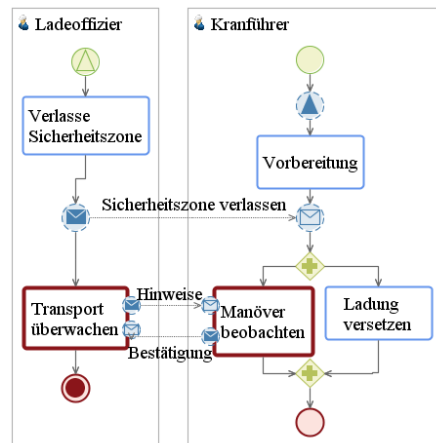 Ladeoffizier
Kranführer
Verlasse
Sicherheitszone
Vorbereitung
Sicherheitszone verlassen
Hinweise
Transport
überwachen
Manöver
beobachten
Ladung
versetzen
Bestätigung